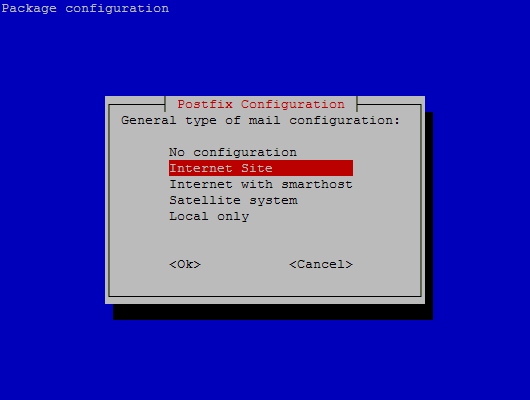 Package configuration
Postfix Configuration
General type of mail configuration:
No configuration
Internet Site
Internet with smarthost
Satellite system
Local only
<Ok> <Cancel>